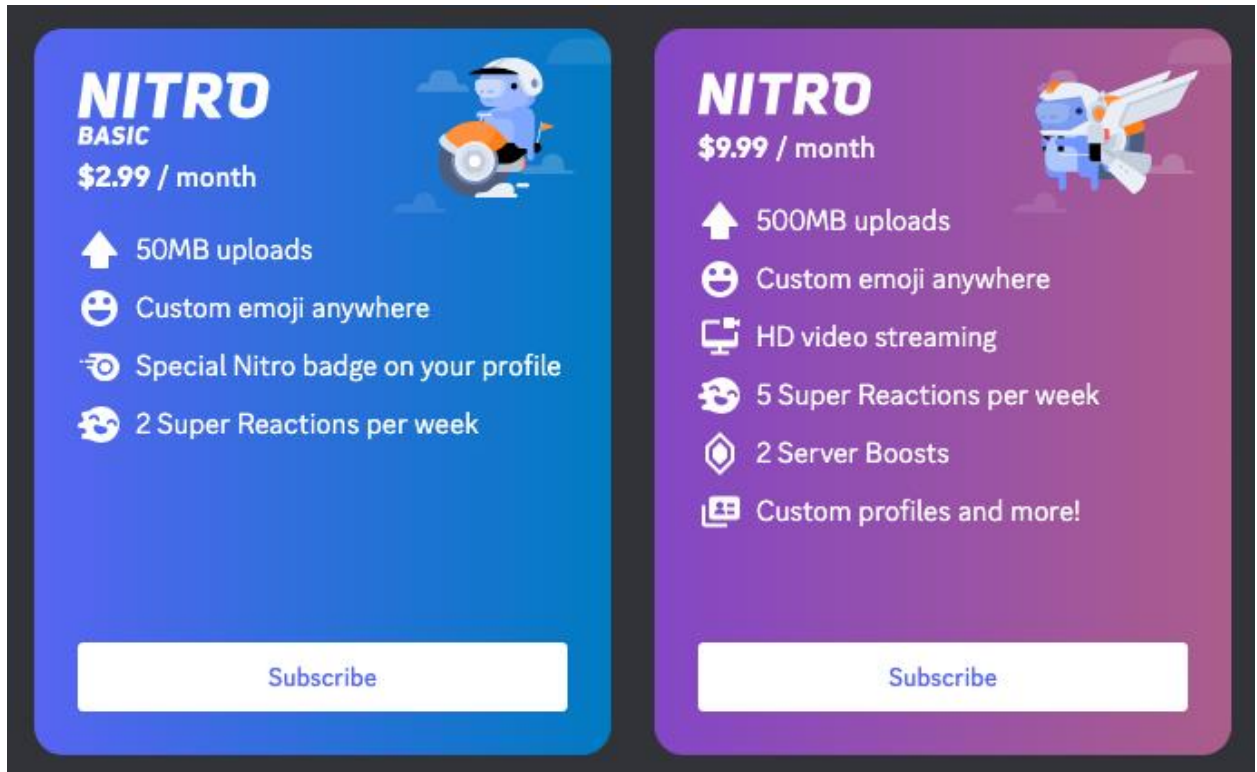 NITRO
BASIC
$2.99 / month
50MB uploads
Custom emoji anywhere
Special Nitro badge on your profile
2 Super Reactions per week
Subscribe
NITRO
$9.99 / month
500MB uploads
Custom emoji anywhere
HD video streaming
5 Super Reactions per week
2 Server Boosts
Custom profiles and more!
Subscribe